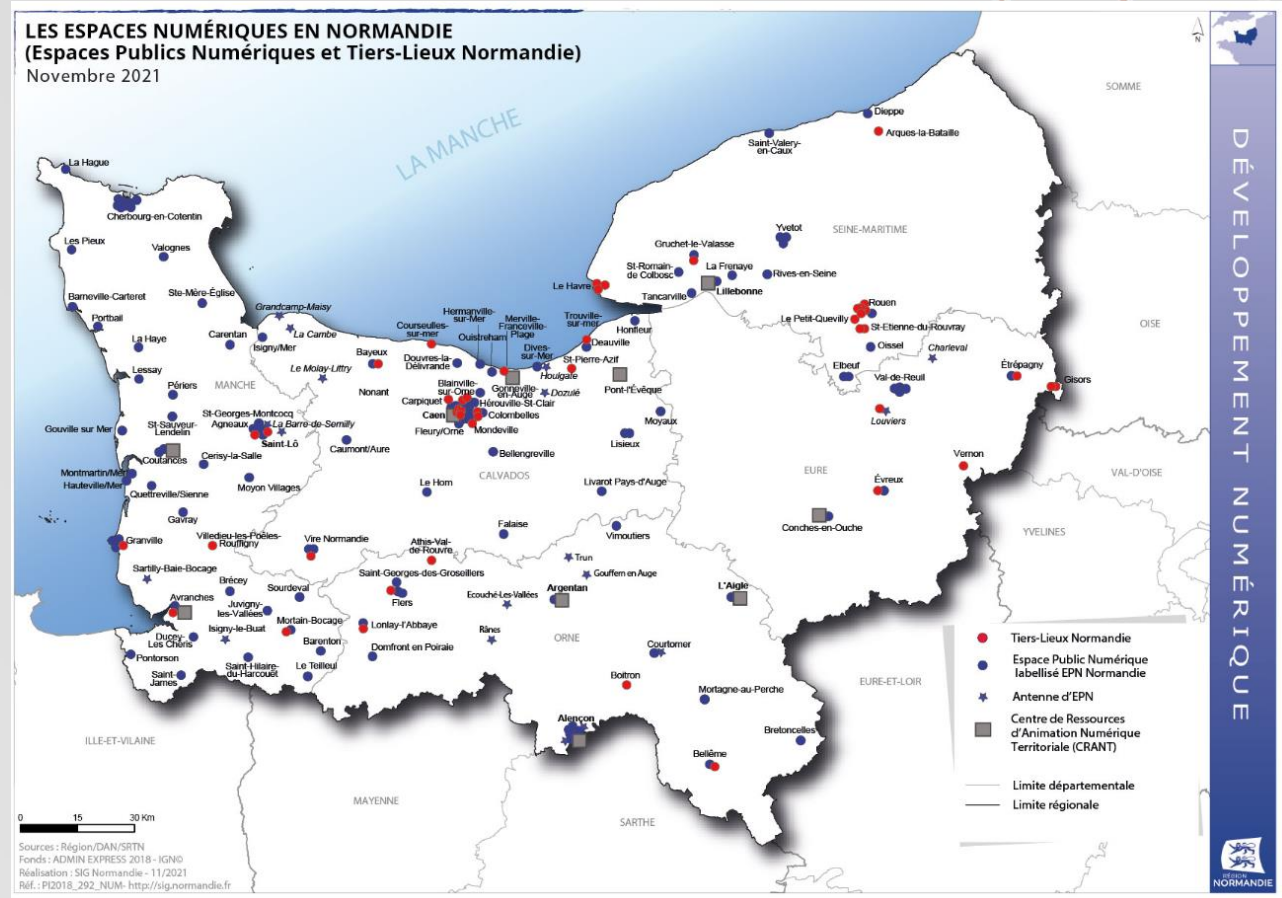 LES ESPACES NUMÉRIQUES EN NORMANDIE
(Espaces Publics Numériques et Tiers-Lieux Normandie)
Novembre 2021
N
LA MANCHE
SOMME
Dieppe
Arques-la-Bataille
Saint-Valery-
en-Caux
La Hague
Cherbourg-en-Cotentin
Les Pieux
Valognes
Yvetot
SEINE-MARITIME
Gruchet-le-Valasse
St-Romain-
de Colbosc
La Frenaye
Rives-en-Seine
Le Havre
Tancarville
Lillebonne
Barneville-Carteret
Ste-Mère-Église
Grandcamp-Maisy
Portbail
La Cambe
Carentan
Isigny/Mer
Hermanville-
sur-Mer
Merville-
Franceville-
Plage
Courseulles-
sur-mer
Ouistreham
Trouville-
sur-mer
Honfleur
Rouen
Le Petit-Quevilly
St-Etienne-du-Rouvray
OISE
La Haye
Bayeux
Douvres-la-
Délivrande
Dives-
sur-Mer
Deauville
St-Pierre-Azif
Oissel
Charleval
Lessay
Le Molay-Littry
Houlgate
Elbeuf
Étrépagny
Gisors
MANCHE
Périers
Nonant
Blainville-
sur-Orne
Gonneville-
en-Auge
Dozulé
Pont-l'Évêque
Val-de-Reuil
Carpiquet
Hérouville-St-Clair
Caen
Colombelles
St-Georges-Montcocq
Agneaux
La Barre-de-Semilly
Moyaux
Louviers
Gouville sur Mer
St-Sauveur-
Lendelin
Saint-Lô
Fleury/Orne
Mondeville
Caumont/Aure
Lisieux
Coutances
Cerisy-la-Salle
Bellengreville
Vernon
Montmartin/Mer
Hauteville/Mer
Moyon Villages
CALVADOS
EURE
VAL-D'OISE
Quettreville/Sienne
Le Hom
Livarot Pays-d'Auge
Évreux
Gavray
Falaise
Vimoutiers
Conches-en-Ouche
YVELINES
Granville
Villedieu-les-Poêles-
Rouffigny
Vire Normandie
Athis-Val-
de Rouvre
Trun
Sartilly-Baie-Bocage
Saint-Georges-des-Groseillers
Gouffern en Auge
Brécey
Sourdeval
Flers
Ecouché-Les-Vallées
Argentan
L'Aigle
Avranches
Juvigny-
les-Vallées
Mortain-Bocage
Lonlay-l'Abbaye
Rânes
ORNE
Ducey-
Les Chéris
Isigny-le-Buat
Barenton
Domfront en Poiraie
Courtomer
Pontorson
Saint-
James
Saint-Hilaire-
du-Harcouët
Le Teilleul
Boitron
EURE-ET-LOIR
Mortagne-au-Perche
ILLE-ET-VILAINE
Alençon
Bretoncelles
Bellême
MAYENNE
SARTHE
Tiers-Lieux Normandie
Espace Public Numérique
labellisé EPN Normandie
Antenne d'EPN
Centre de Ressources
d'Animation Numérique
Territoriale (CRANT)
Limite départementale
Limite régionale
0 15 30 Km
Sources : Région/DAN/SRTN
Fonds : ADMIN EXPRESS 2018 - IGN©
Réalisation : SIG Normandie - 11/2021
Réf. : PI2018_292_NUM- http://sig.normandie.fr
DÉVELOPPEMENT NUMÉRIQUE
RÉGION
NORMANDIE